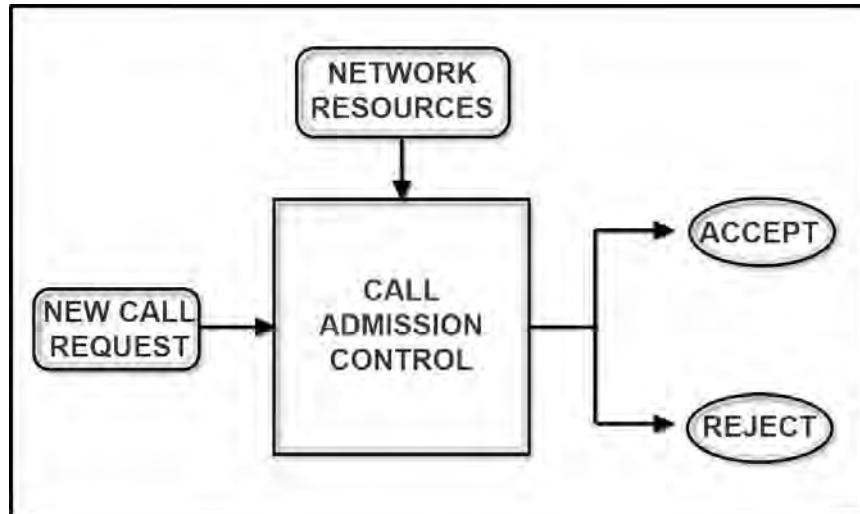 NETWORK
RESOURCES
NEW CALL
REQUEST
CALL
ADMISSION
CONTROL
ACCEPT
REJECT